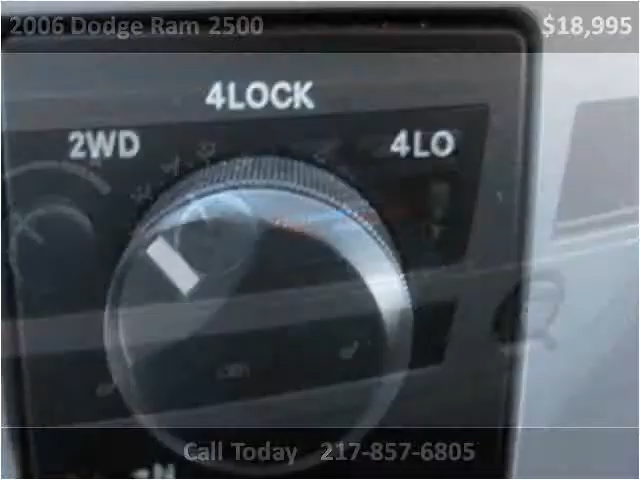 2006 Dodge Ram 2500 $18,995
4LOCK
2WD 4LO
N
Call Today 217-857-6805